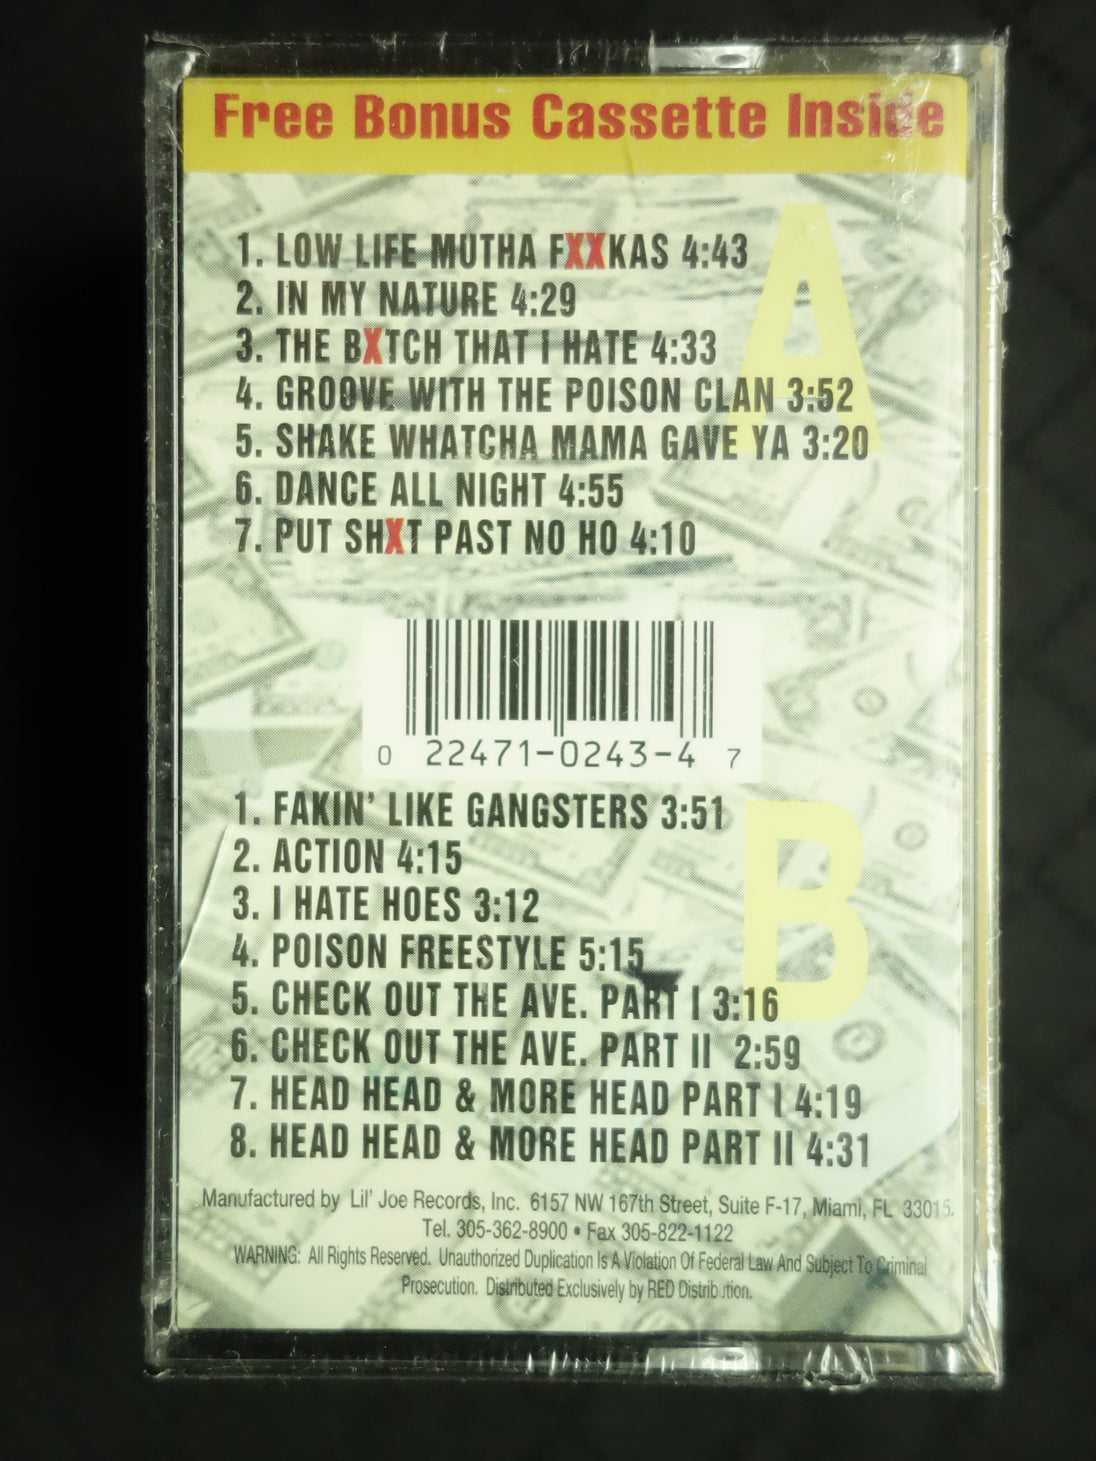 Free Bonus Cassette Inside
A
1. LOW LIFE MUTHA FXXKAS 4:43
2. IN MY NATURE 4:29
3. THE BXTCH THAT I HATE 4:33
4. GROOVE WITH THE POISON CLAN 3:52
5. SHAKE WHATCHA MAMA GAVE YA 3:20
6. DANCE ALL NIGHT 4:55
7. PUT SHXT PAST NO HO 4:10
0 22471-0243-4 7
B
1. FAKIN' LIKE GANGSTERS 3:51
2. ACTION 4:15
3. I HATE HOES 3:12
4. POISON FREESTYLE 5:15
5. CHECK OUT THE AVE. PART I 3:16
6. CHECK OUT THE AVE. PART II 2:59
7. HEAD HEAD & MORE HEAD PART I 4:19
8. HEAD HEAD & MORE HEAD PART II 4:31
Manufactured by Lil' Joe Records, Inc. 6157 NW 167th Street, Suite F-17, Miami, FL 33015.
Tel. 305-362-8900 • Fax 305-822-1122
WARNING: All Rights Reserved. Unauthorized Duplication Is A Violation Of Federal Law And Subject To Criminal
Prosecution. Distributed Exclusively by RED Distribution.